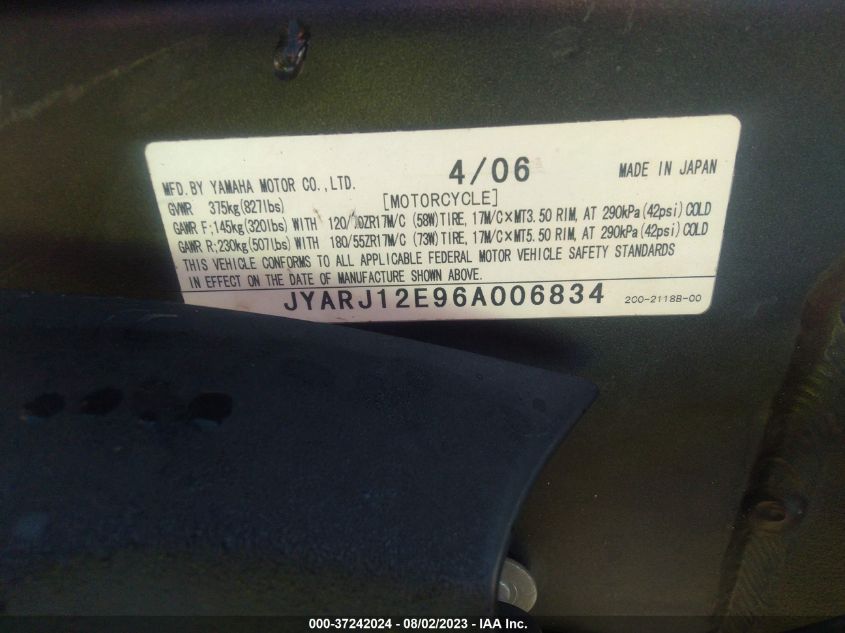 MFD. BY YAMAHA MOTOR CO., LTD. 4/06 MADE IN JAPAN
GVWR 375kg(827lbs) [MOTORCYCLE]
GAWR F:145kg(320lbs) WITH 120/70ZR17M/C (58W) TIRE, 17M/C×MT3.50 RIM, AT 290kPa(42psi) COLD
GAWR R:230kg(507lbs) WITH 180/55ZR17M/C (73W) TIRE, 17M/C×MT5.50 RIM, AT 290kPa(42psi) COLD
THIS VEHICLE CONFORMS TO ALL APPLICABLE FEDERAL MOTOR VEHICLE SAFETY STANDARDS
IN EFFECT ON THE DATE OF MANUFACTURE SHOWN ABOVE.
JYARJ12E96A006834 2C0-2118B-00
000-37242024 - 08/02/2023 - IAA Inc.